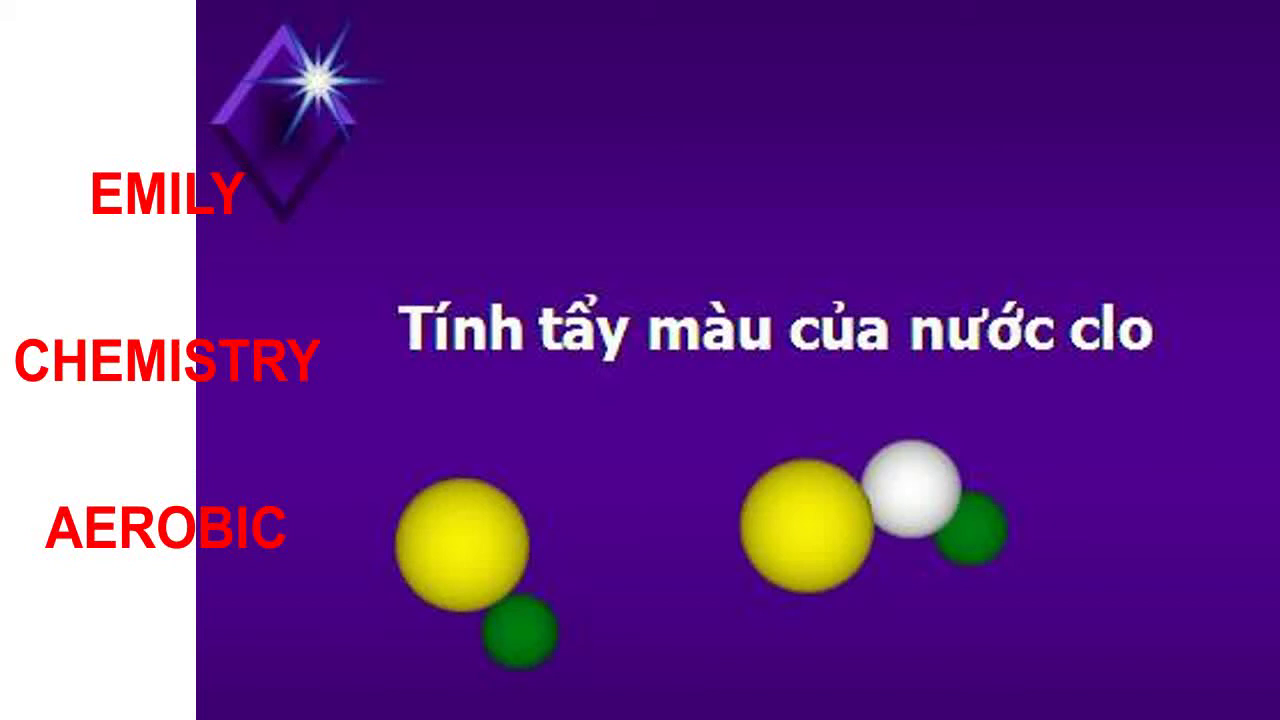 EMILY
CHEMISTRY
AEROBIC
Tính tẩy màu của nước clo